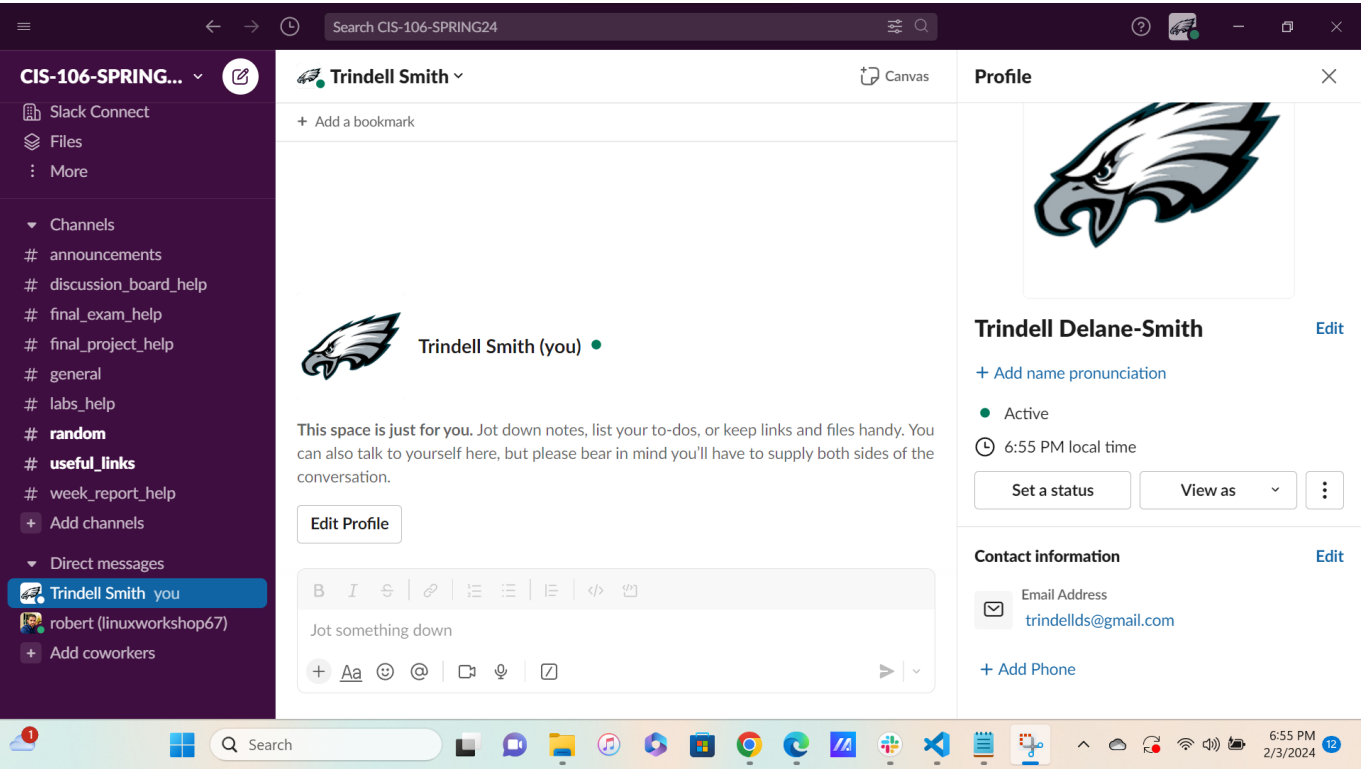 Search CIS-106-SPRING24
CIS-106-SPRING...
Slack Connect
Files
More
Channels
# announcements
# discussion_board_help
# final_exam_help
# final_project_help
# general
# labs_help
# random
# useful_links
# week_report_help
+ Add channels
Direct messages
Trindell Smith you
robert (linuxworkshop67)
+ Add coworkers
Trindell Smith
Canvas
+ Add a bookmark
Trindell Smith (you)
This space is just for you. Jot down notes, list your to-dos, or keep links and files handy. You
can also talk to yourself here, but please bear in mind you'll have to supply both sides of the
conversation.
Edit Profile
B I S
Jot something down
+ Aa @
Profile
Trindell Delane-Smith Edit
+ Add name pronunciation
Active
6:55 PM local time
Set a status View as
Contact information Edit
Email Address
trindellds@gmail.com
+ Add Phone
1
Search
6:55 PM
2/3/2024
12